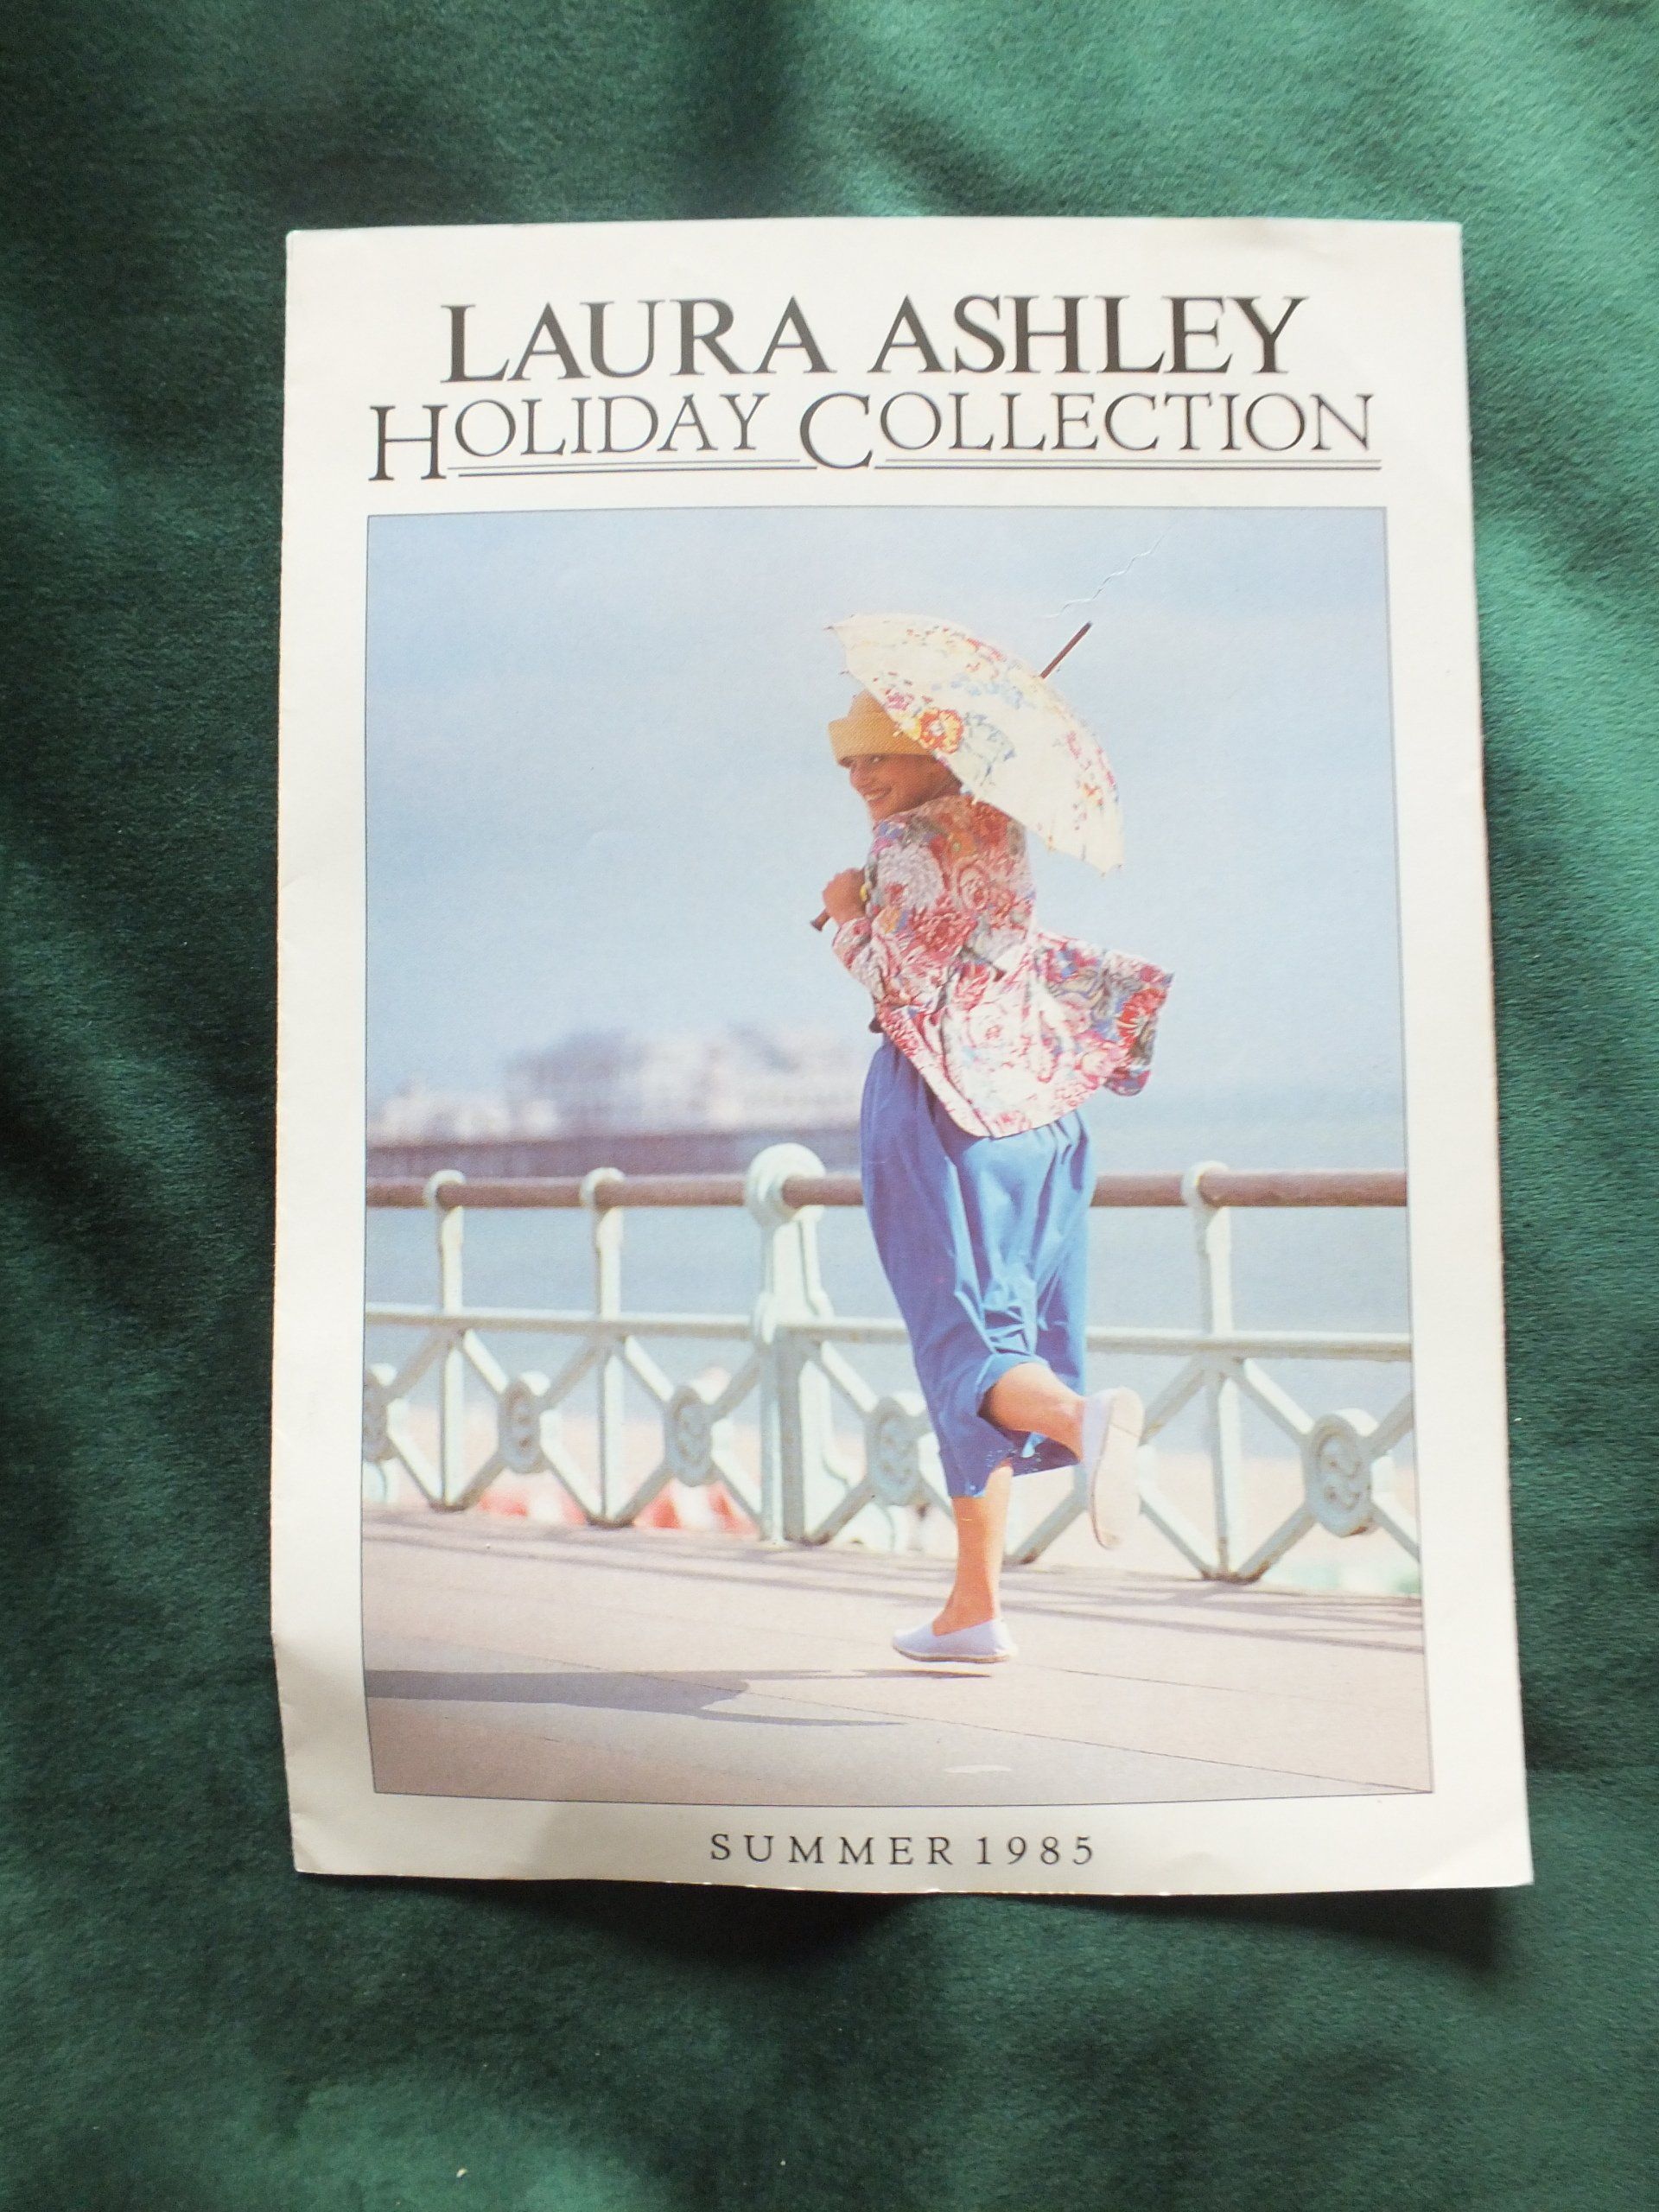 LAURA ASHLEY
HOLIDAY COLLECTION
SUMMER 1985